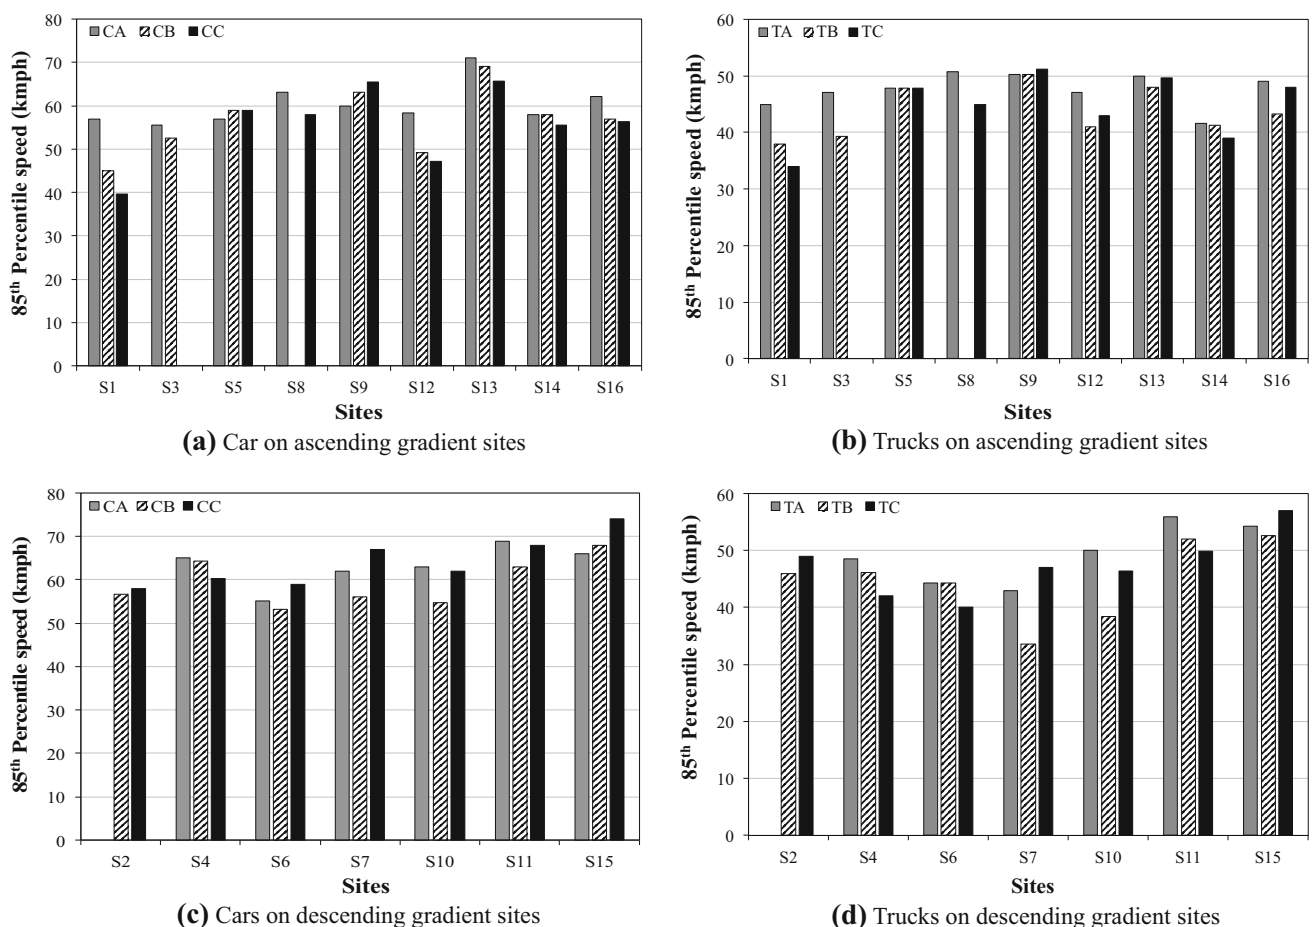 80
70
60
50
40
30
20
10
0
85th Percentile speed (kmph)
CA CB CC
S1 S3 S5 S8 S9 S12 S13 S14 S16
Sites
(a) Car on ascending gradient sites
60
50
40
30
20
10
0
85th Percentile speed (kmph)
TA TB TC
S1 S3 S5 S8 S9 S12 S13 S14 S16
Sites
(b) Trucks on ascending gradient sites
80
70
60
50
40
30
20
10
0
85th Percentile speed (kmph)
CA CB CC
S2 S4 S6 S7 S10 S11 S15
Sites
(c) Cars on descending gradient sites
60
50
40
30
20
10
0
85th Percentile speed (kmph)
TA TB TC
S2 S4 S6 S7 S10 S11 S15
Sites
(d) Trucks on descending gradient sites